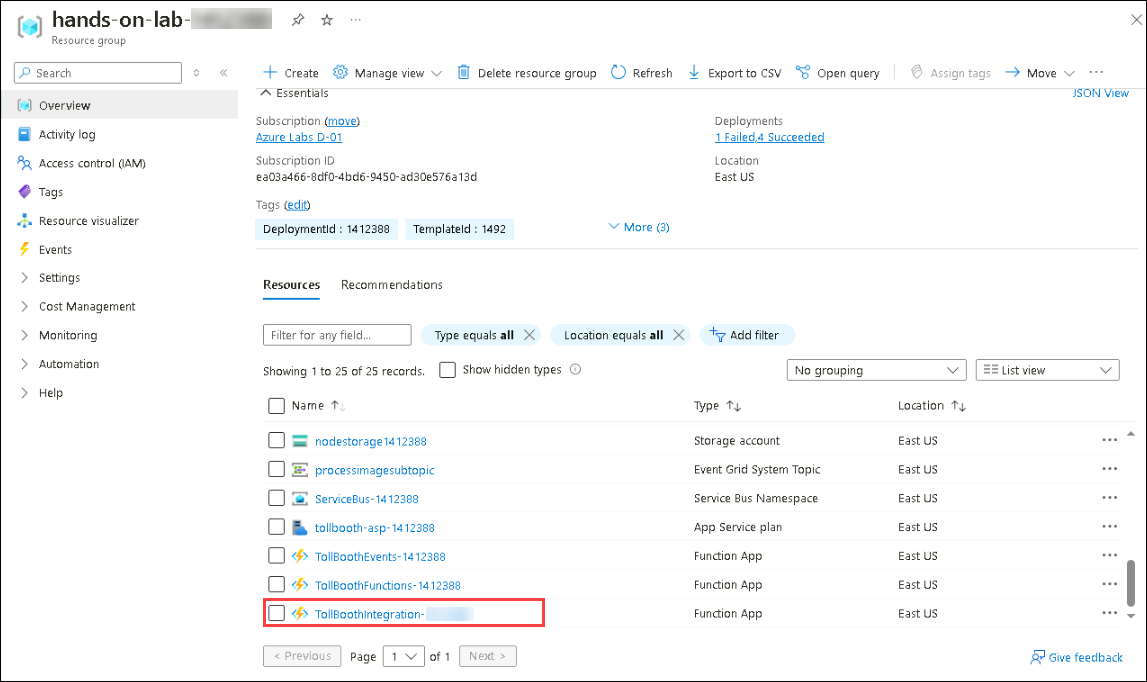 hands-on-lab-
Resource group
Search
Create Manage view Delete resource group Refresh Export to CSV Open query Assign tags Move
Overview
Activity log
Access control (IAM)
Tags
Resource visualizer
Events
Settings
Cost Management
Monitoring
Automation
Help
Essentials JSON View
Subscription (move) Deployments
Azure Labs D-01 1 Failed,4 Succeeded
Subscription ID Location
ea03a466-8df0-4bd6-9450-ad30e576a13d East US
Tags (edit)
DeploymentId : 1412388 TemplateId : 1492 More (3)
Resources Recommendations
Filter for any field... Type equals all Location equals all Add filter
Showing 1 to 25 of 25 records. Show hidden types No grouping List view
Name Type Location
nodestorage1412388 Storage account East US
processimagesubtopic Event Grid System Topic East US
ServiceBus-1412388 Service Bus Namespace East US
tollbooth-asp-1412388 App Service plan East US
TollBoothEvents-1412388 Function App East US
TollBoothFunctions-1412388 Function App East US
TollBoothIntegration- Function App East US
< Previous Page 1 of 1 Next > Give feedback